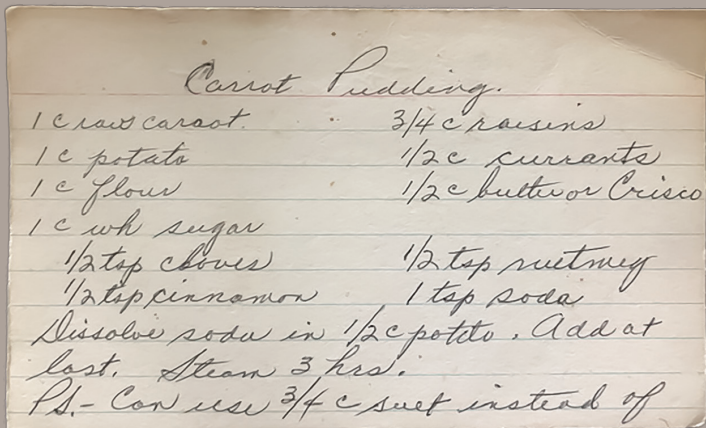 Carrot Pudding.
1 c raw caraot. 3/4 c raisins
1 c potato 1/2 c currants
1 c flour 1/2 c butter or Crisco
1 c wh sugar
1/2 tsp cloves 1/2 tsp nutmeg
1/2 tsp cinnamon 1 tsp soda
Dissolve soda in 1/2 c potato. Add at
last. Steam 3 hrs.
PS.- Can use 3/4 c suet instead of